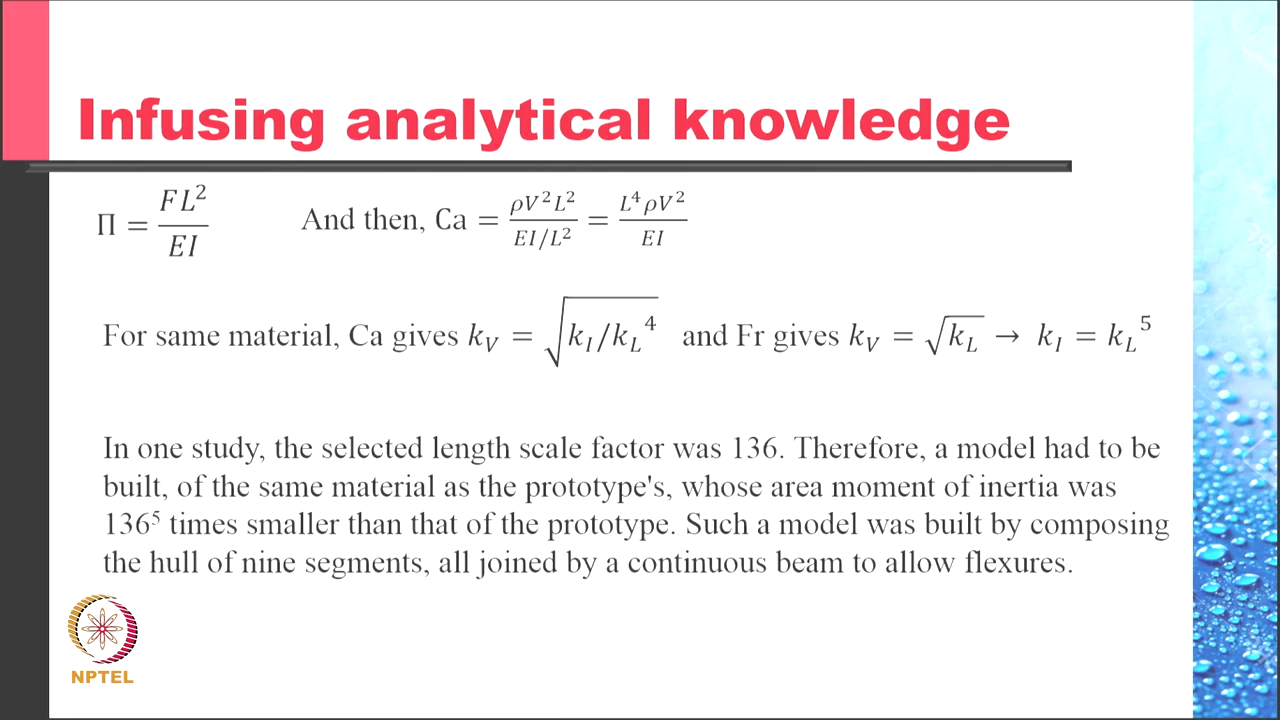 Infusing analytical knowledge
Π = FL²/EI And then, Ca = ρV²L²/(EI/L²) = L⁴ρV²/EI
For same material, Ca gives k_V = √(k_I/k_L⁴) and Fr gives k_V = √k_L → k_I = k_L⁵
In one study, the selected length scale factor was 136. Therefore, a model had to be
built, of the same material as the prototype's, whose area moment of inertia was
136⁵ times smaller than that of the prototype. Such a model was built by composing
the hull of nine segments, all joined by a continuous beam to allow flexures.
NPTEL